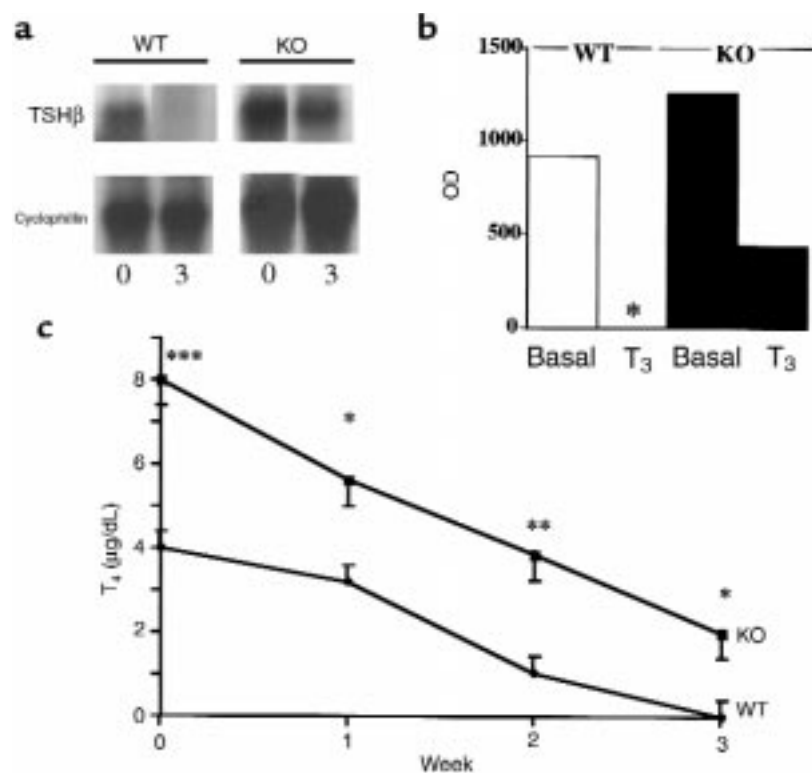 a
WT KO
TSHβ
Cyclophillin
0 3 0 3
b
1500
1000
500
0
OD
WT KO
*
Basal T3 Basal T3
c
T4 (µg/dL)
8
6
4
2
0
***
*
**
*
KO
WT
0 1 2 3
Week